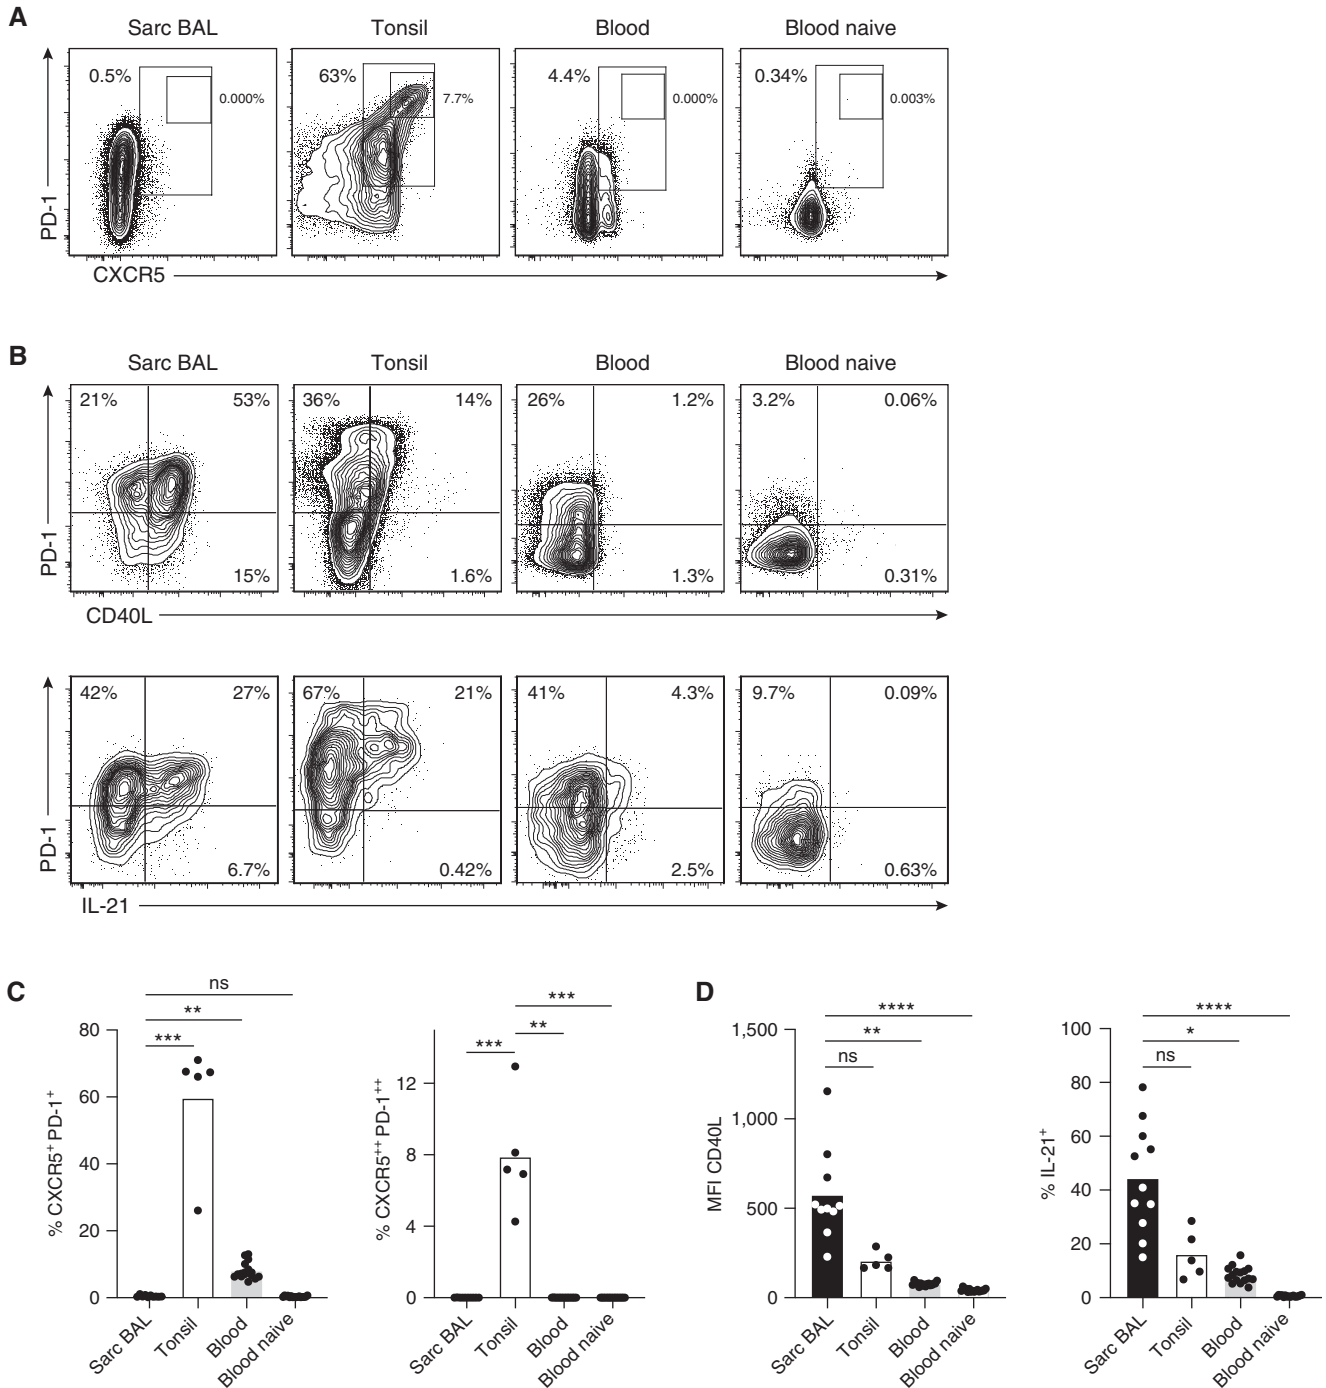 A
Sarc BAL Tonsil Blood Blood naive
0.5% 0.000% 63% 7.7% 4.4% 0.000% 0.34% 0.003%
PD-1
CXCR5
B
Sarc BAL Tonsil Blood Blood naive
21% 53% 36% 14% 26% 1.2% 3.2% 0.06%
PD-1
15% 1.6% 1.3% 0.31%
CD40L
42% 27% 67% 21% 41% 4.3% 9.7% 0.09%
PD-1
6.7% 0.42% 2.5% 0.63%
IL-21
C
ns
**
***
80
60
40
20
0
% CXCR5+ PD-1+
Sarc BAL
Tonsil
Blood
Blood naive
***
**
***
12
8
4
0
% CXCR5++ PD-1++
Sarc BAL
Tonsil
Blood
Blood naive
D
****
**
ns
1,500
1,000
500
0
MFI CD40L
Sarc BAL
Tonsil
Blood
Blood naive
****
*
ns
100
80
60
40
20
0
% IL-21+
Sarc BAL
Tonsil
Blood
Blood naive